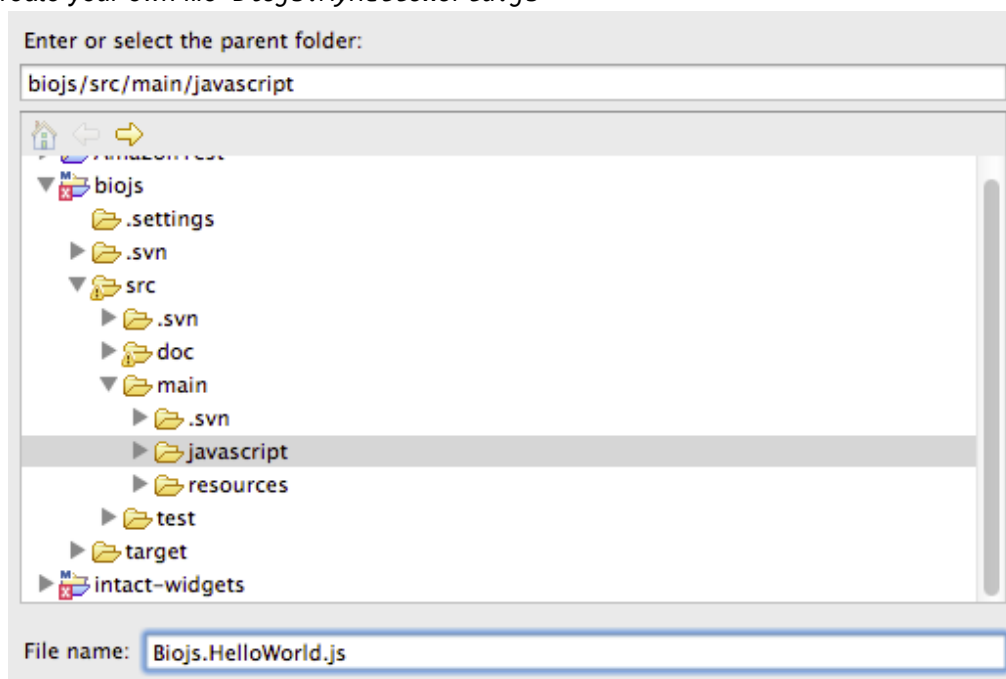 Enter or select the parent folder:
biojs/src/main/javascript
AmazonTest
biojs
.settings
.svn
src
.svn
doc
main
.svn
javascript
resources
test
target
intact-widgets
File name: Biojs.HelloWorld.js